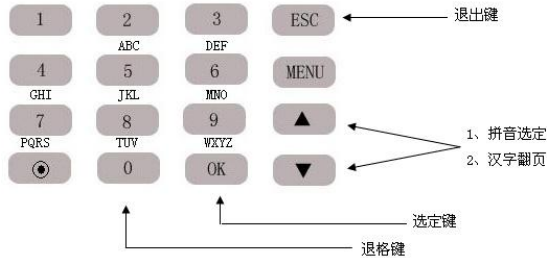 1 2 3 ESC 退出键
ABC DEF
4 5 6 MENU
GHI JKL MNO
7 8 9 ▲
1、拼音选定
PQRS TUV WXYZ
2、汉字翻页
0 OK ▼
选定键
退格键